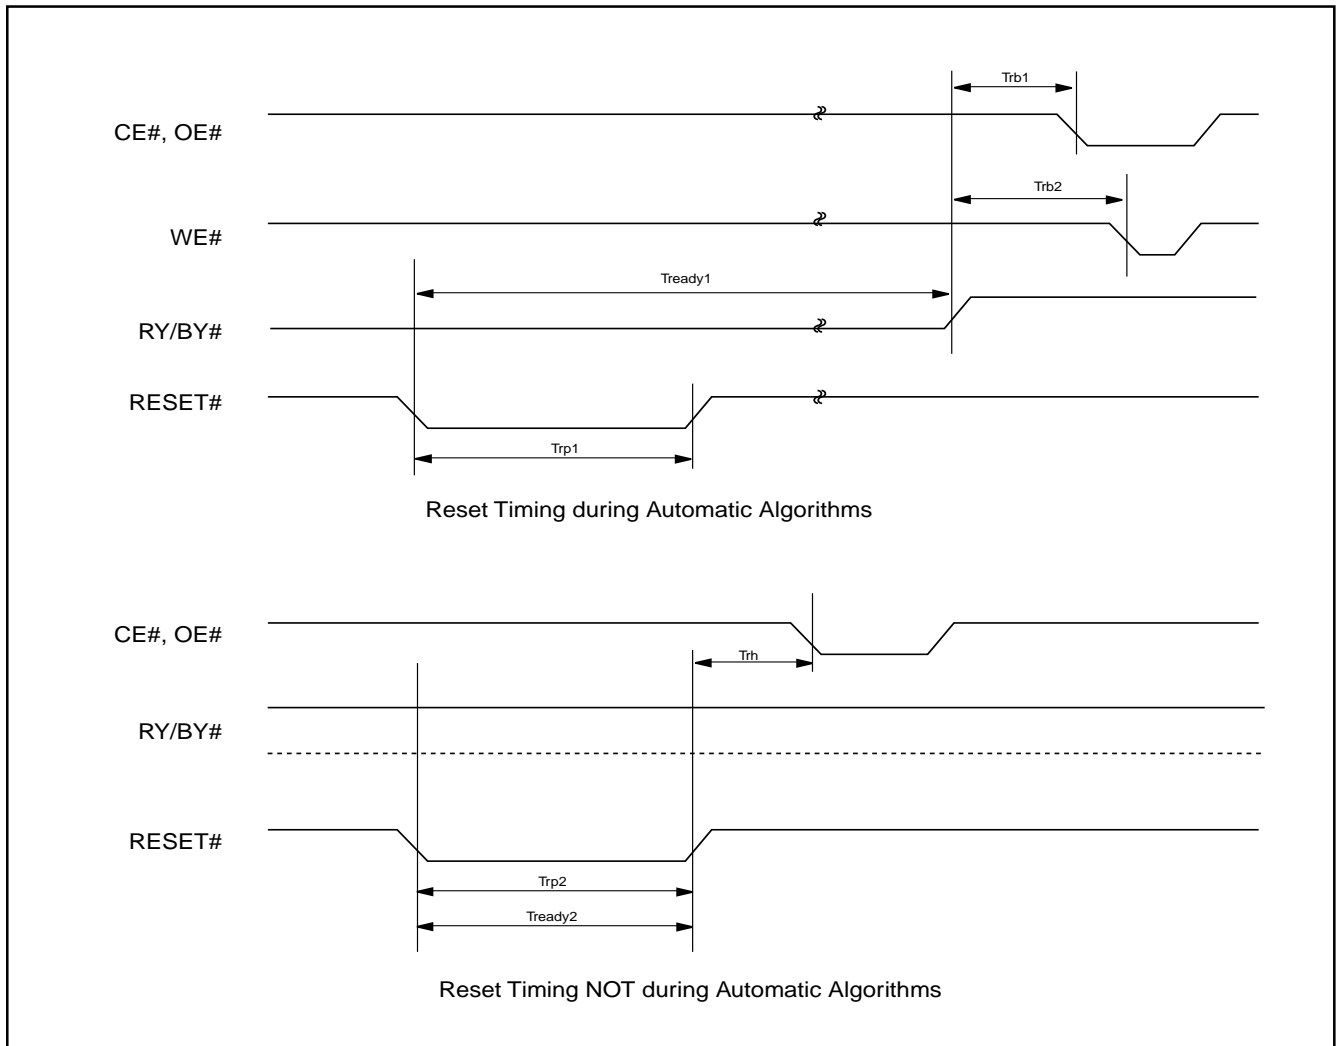 Trb1
CE#, OE#
Trb2
WE#
Tready1
RY/BY#
RESET#
Trp1
Reset Timing during Automatic Algorithms
CE#, OE#
Trh
RY/BY#
RESET#
Trp2
Tready2
Reset Timing NOT during Automatic Algorithms